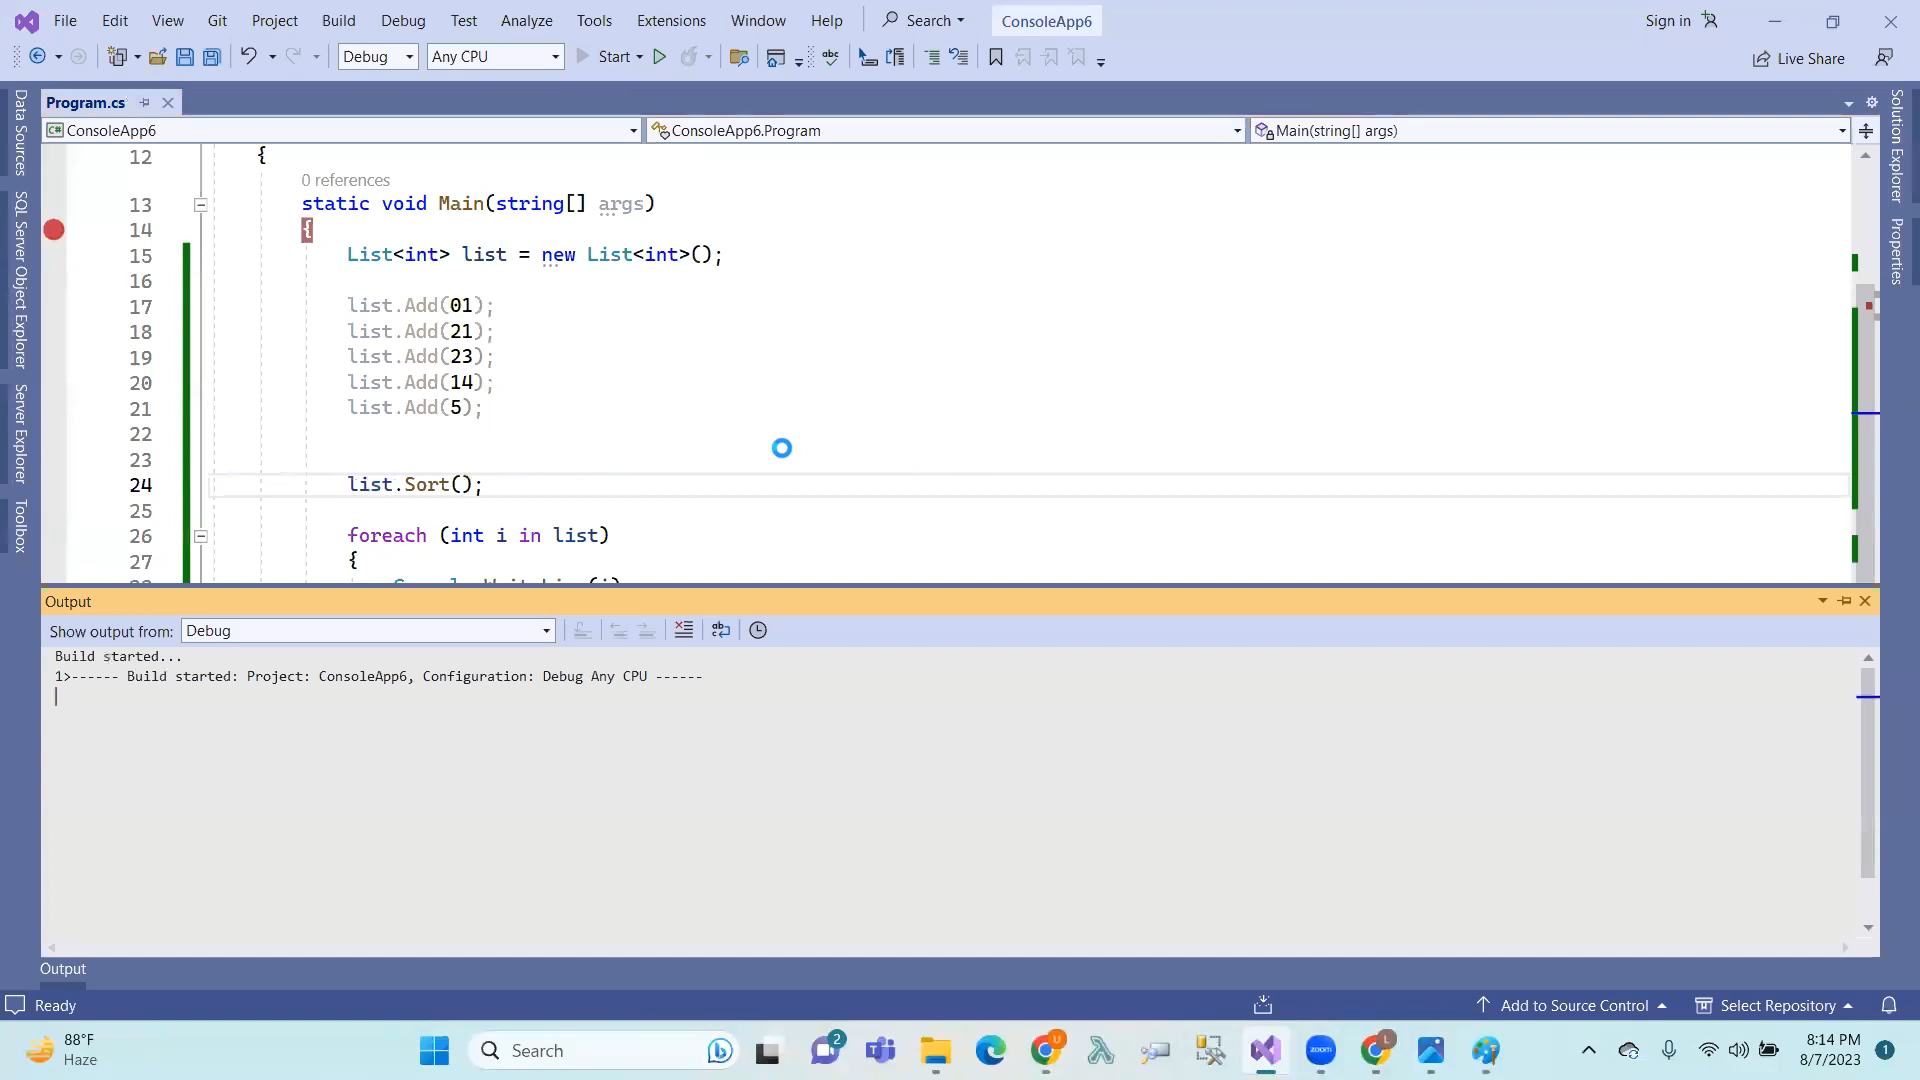 File Edit View Git Project Build Debug Test Analyze Tools Extensions Window Help Search ConsoleApp6 Sign in
Debug Any CPU Start Live Share
Program.cs
ConsoleApp6 ConsoleApp6.Program Main(string[] args)
Data Sources
SQL Server Object Explorer
Server Explorer
Toolbox
Solution Explorer
Properties
12 {
0 references
13 static void Main(string[] args)
14 {
15 List<int> list = new List<int>();
16
17 list.Add(01);
18 list.Add(21);
19 list.Add(23);
20 list.Add(14);
21 list.Add(5);
22
23
24 list.Sort();
25
26 foreach (int i in list)
27 {
Output
Show output from: Debug
Build started...
1>------ Build started: Project: ConsoleApp6, Configuration: Debug Any CPU ------
Output
Ready Add to Source Control Select Repository
88°F
Haze
Search
2
U
zoom
L
8:14 PM
8/7/2023
1